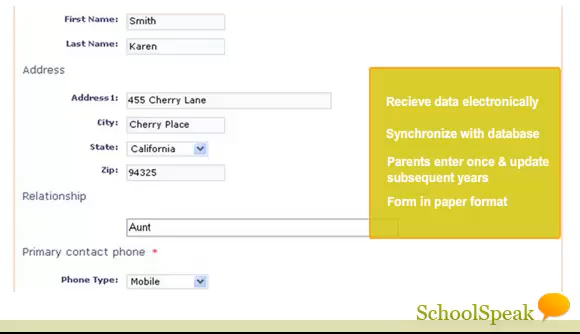 First Name: Smith
Last Name: Karen
Address
Address1: 455 Cherry Lane
City: Cherry Place
State: California
Zip: 94325
Relationship
Aunt
Primary contact phone *
Phone Type: Mobile
Recieve data electronically
Synchronize with database
Parents enter once & update
subsequent years
Form in paper format
SchoolSpeak